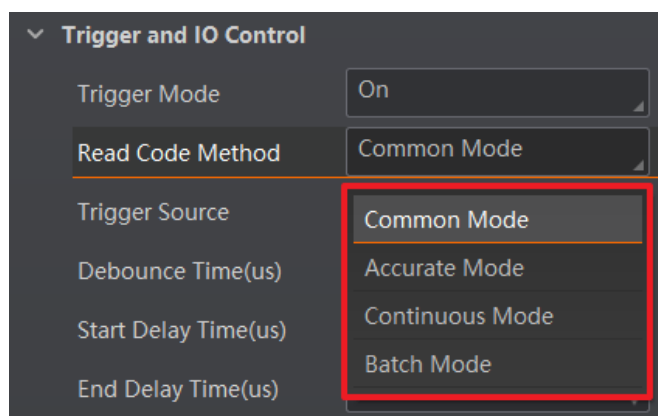 Trigger and IO Control
Trigger Mode On
Read Code Method Common Mode
Trigger Source Common Mode
Debounce Time(us) Accurate Mode
Start Delay Time(us) Continuous Mode
End Delay Time(us) Batch Mode